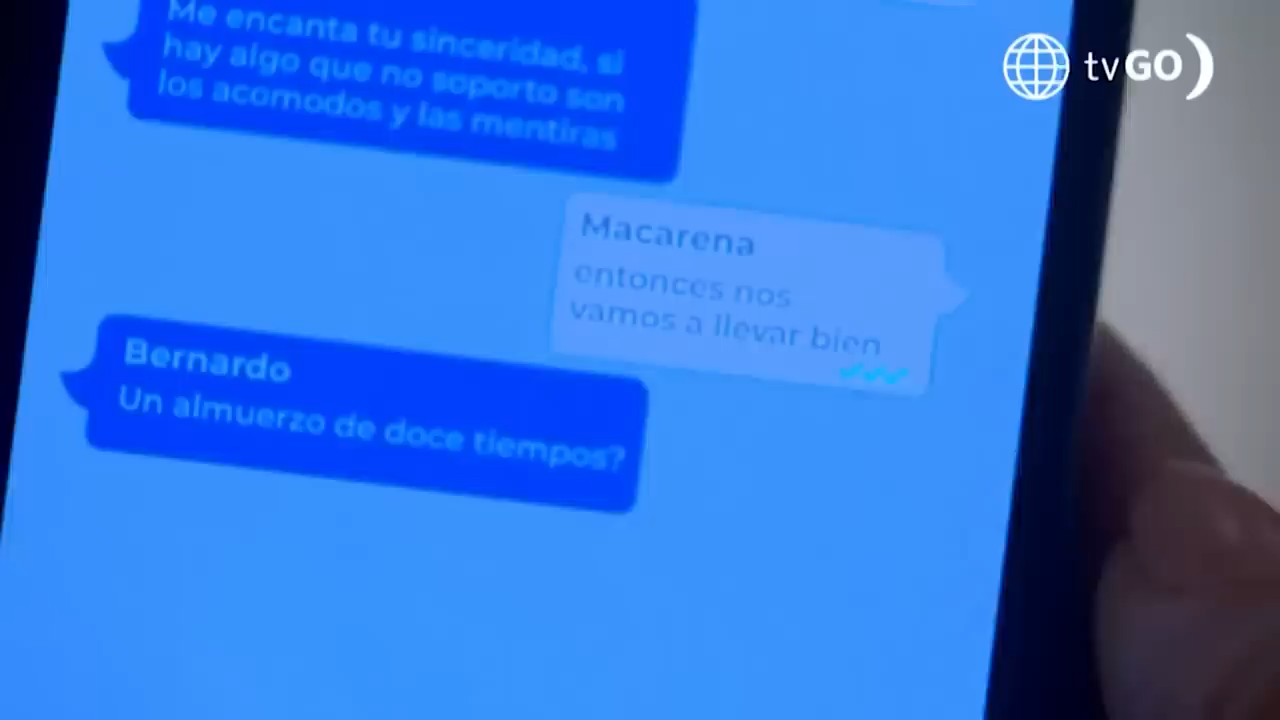 Me encanta tu sinceridad, si
hay algo que no soporto son
los acomodos y las mentiras
Macarena
entonces nos
vamos a llevar bien
Bernardo
Un almuerzo de doce tiempos?
tvGO